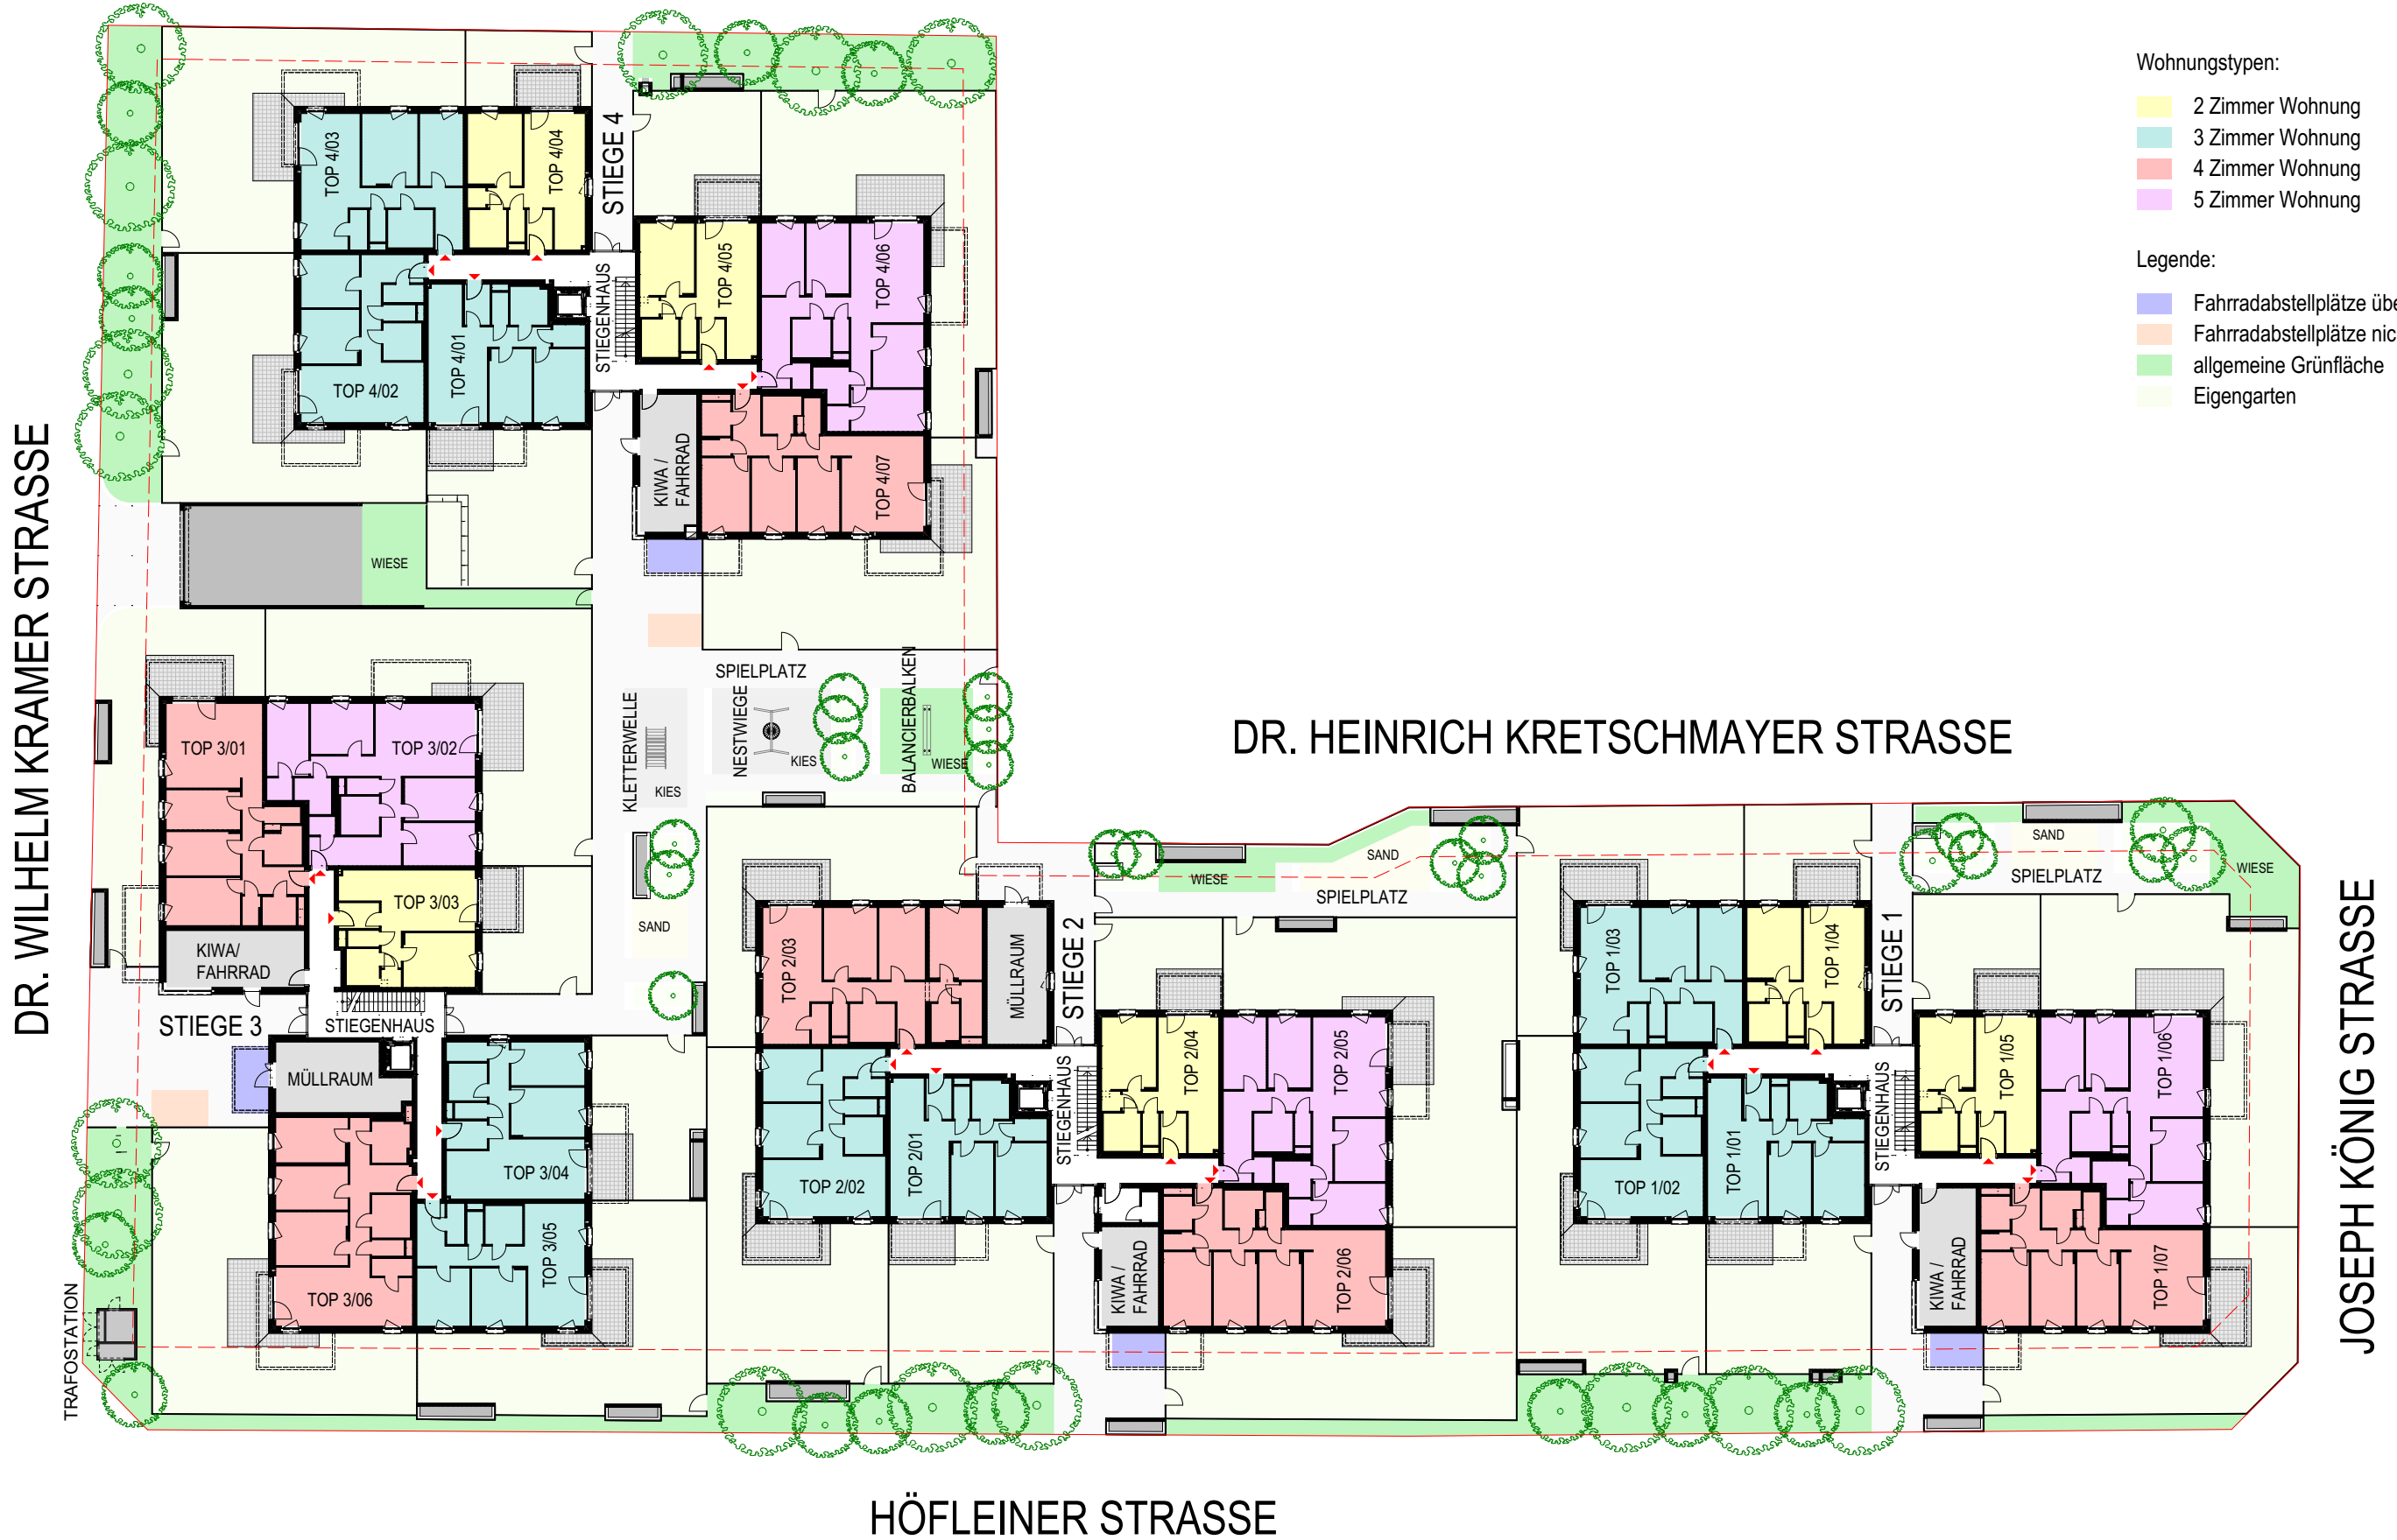 Wohnungstypen:
2 Zimmer Wohnung
3 Zimmer Wohnung
4 Zimmer Wohnung
5 Zimmer Wohnung
Legende:
Fahrradabstellplätze
Fahrradabstellplätze
allgemeine Grünfläche
Eigengarten
DR. WILHELM KRAMER STRASSE
DR. HEINRICH KRETSCHMAYER STRASSE
JOSEPH KÖNIG STRASSE
HÖFLEINER STRASSE
STIEGE 4
TOP 4/03
TOP 4/04
TOP 4/05
TOP 4/06
STIEGENHAUS
TOP 4/02
TOP 4/01
KIWA /
FAHRRAD
TOP 4/07
WIESE
SPIELPLATZ
KLETTERWELLE
KIES
NESTWIEGE
KIES
BALANCIERBALKEN
WIESE
SAND
TOP 3/01
TOP 3/02
TOP 3/03
KIWA/
FAHRRAD
STIEGE 3
STIEGENHAUS
MÜLLRAUM
TOP 3/04
TOP 3/05
TOP 3/06
TRAFOSTATION
TOP 2/03
MÜLLRAUM
STIEGE 2
TOP 2/04
TOP 2/05
STIEGENHAUS
TOP 2/02
TOP 2/01
KIWA /
FAHRRAD
TOP 2/06
WIESE
SAND
SPIELPLATZ
TOP 1/03
TOP 1/04
STIEGE 1
TOP 1/05
TOP 1/06
STIEGENHAUS
TOP 1/02
TOP 1/01
KIWA /
FAHRRAD
TOP 1/07
SAND
SPIELPLATZ
WIESE